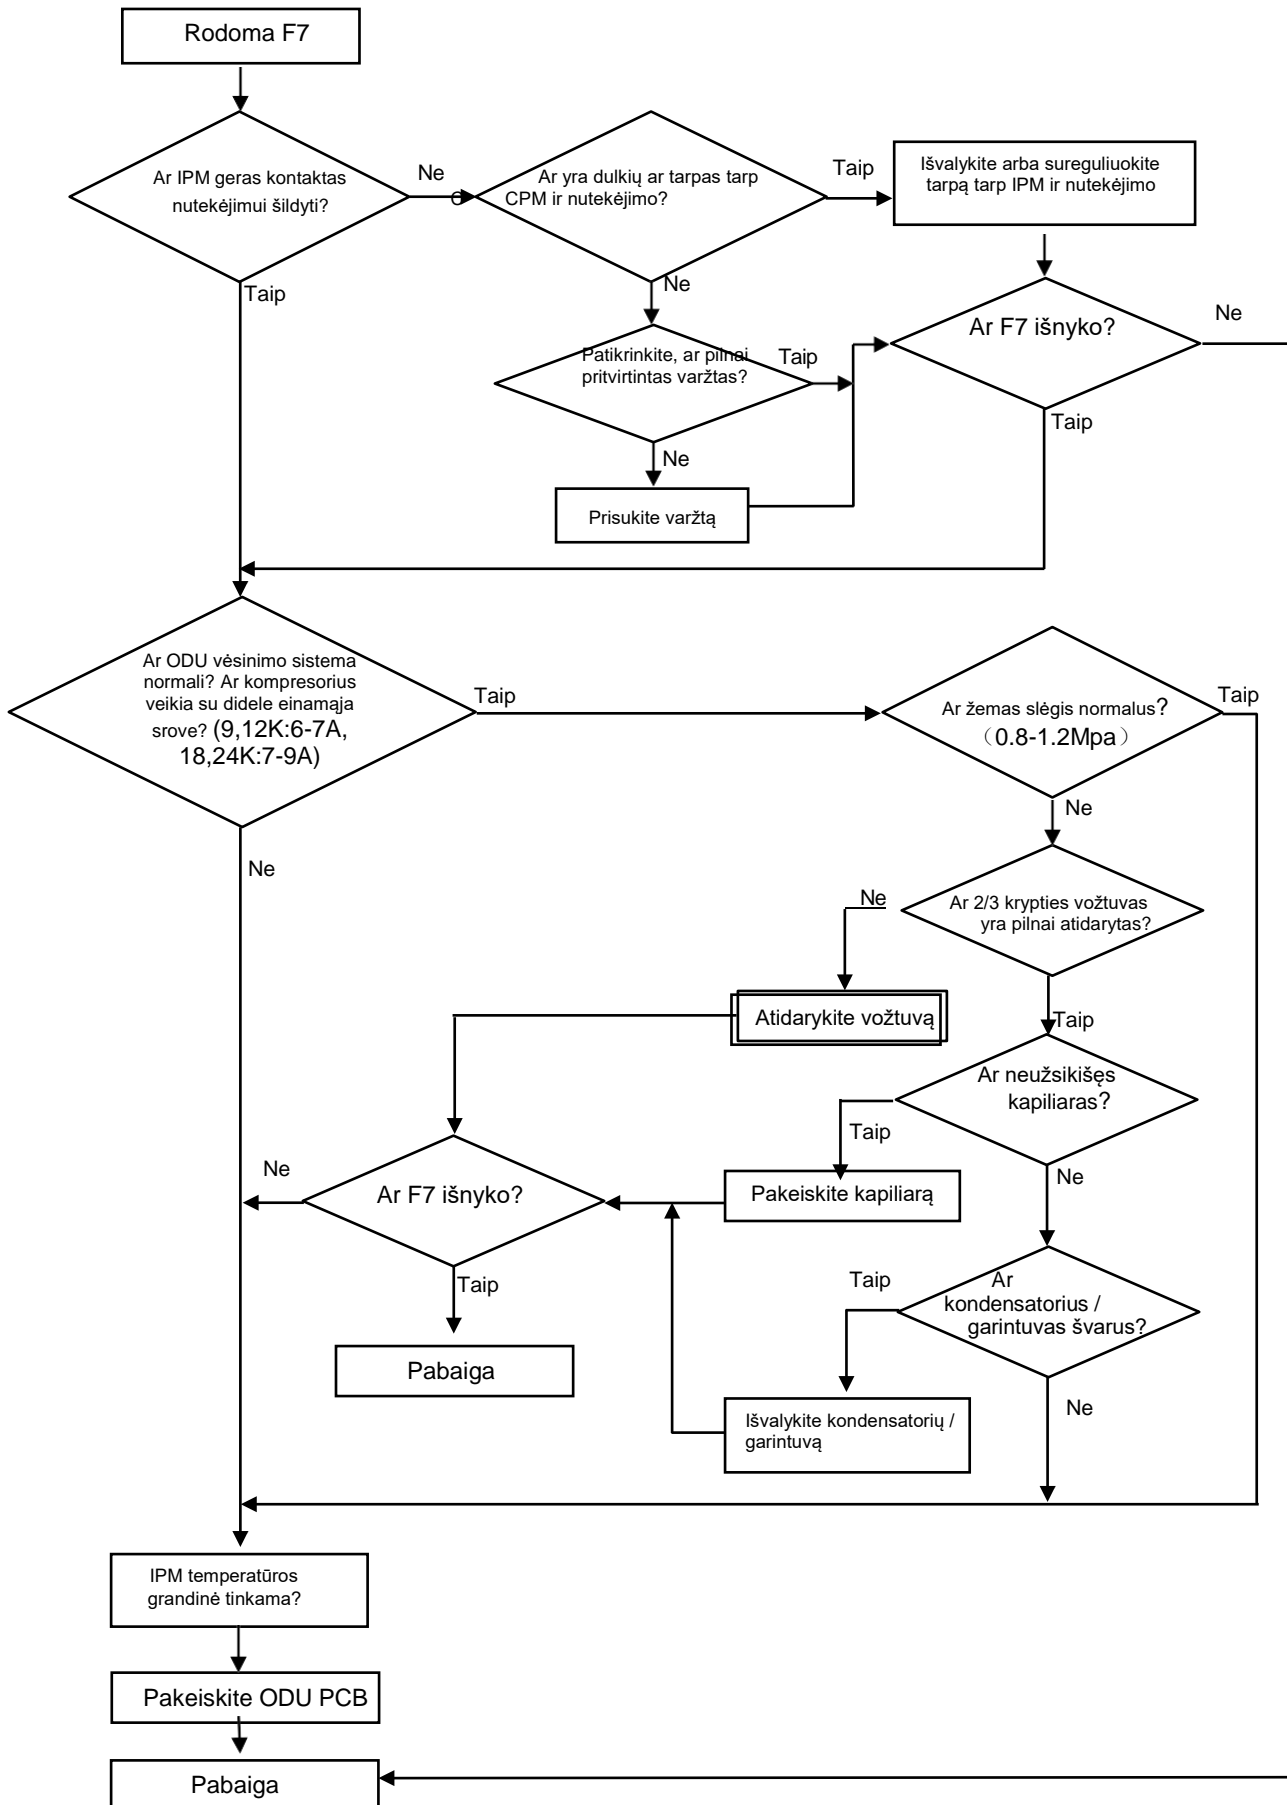 Rodoma F7
Ar IPM geras kontaktas
nutekėjimui šildyti?
Ne
Ar yra dulkių ar tarpas tarp
CPM ir nutekėjimo?
Taip
Išvalykite arba sureguliuokite
tarpą tarp IPM ir nutekėjimo
Taip
Ne
Patikrinkite, ar pilnai
pritvirtintas varžtas?
Taip
Ar F7 išnyko?
Ne
Taip
Ne
Prisukite varžtą
Ar ODU vėsinimo sistema
normali? Ar kompresorius
veikia su didele einamąja
srove? (9,12K:6-7A,
18,24K:7-9A)
Taip
Ar žemas slėgis normalus?
（0.8-1.2Mpa）
Taip
Ne
Ne
Ar 2/3 krypties vožtuvas
yra pilnai atidarytas?
Ne
Atidarykite vožtuvą
Taip
Ar neužsikišęs
kapiliaras?
Taip
Ne
Ar F7 išnyko?
Pakeiskite kapiliarą
Ne
Taip
Taip
Ar
kondensatorius /
garintuvas švarus?
Pabaiga
Išvalykite kondensatorių /
garintuvą
Ne
IPM temperatūros
grandinė tinkama?
Pakeiskite ODU PCB
Pabaiga